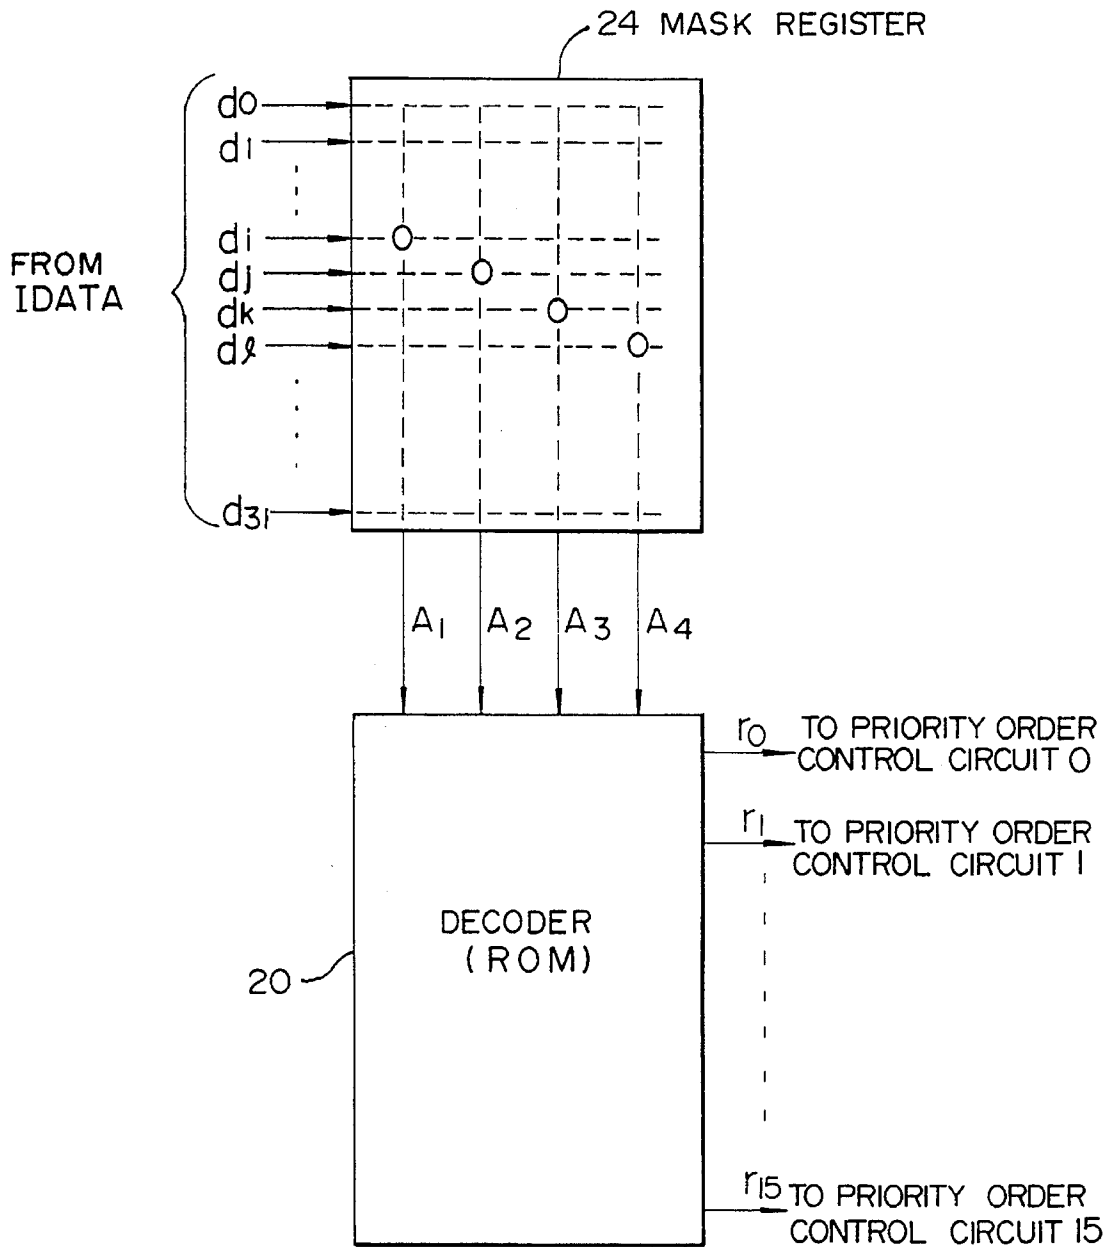 24 MASK REGISTER
d0
d1
di
FROM
IDATA
dj
dk
dℓ
d31
A1 A2 A3 A4
r0 TO PRIORITY ORDER
CONTROL CIRCUIT 0
r1 TO PRIORITY ORDER
CONTROL CIRCUIT 1
DECODER
(ROM)
20
r15 TO PRIORITY ORDER
CONTROL CIRCUIT 15